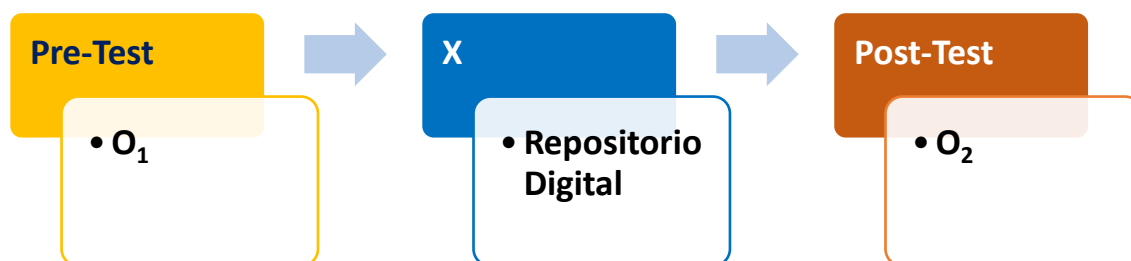 Pre-Test
• O₁
X
• Repositorio
Digital
Post-Test
• O₂